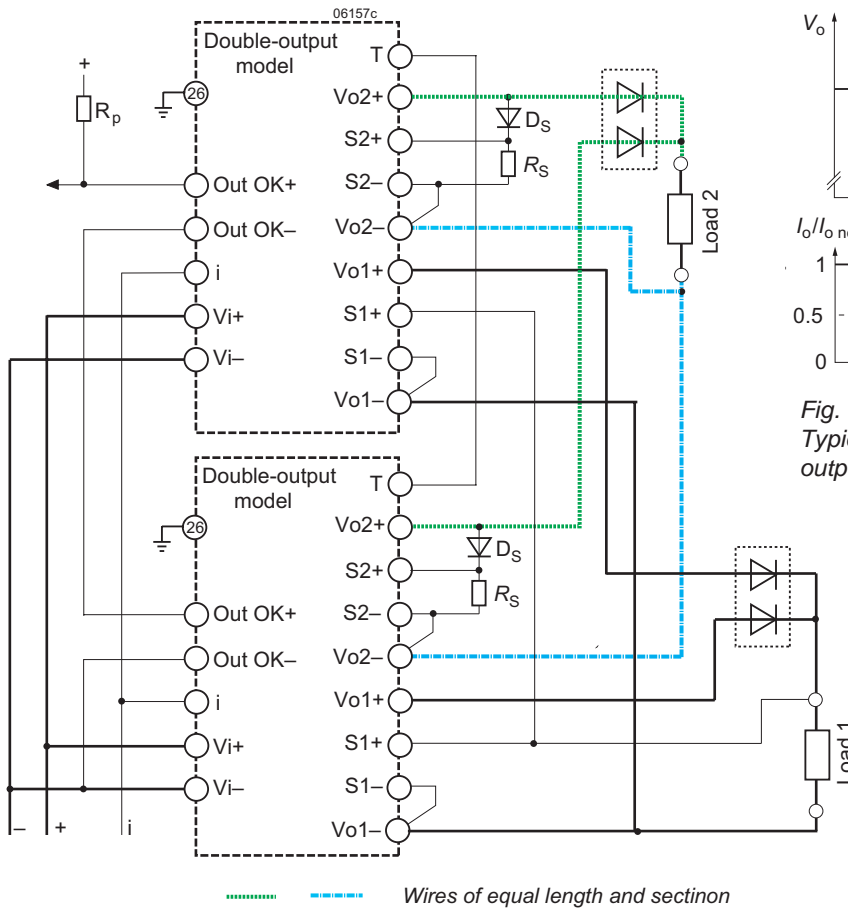 06157c
Double-output
model
26
+
Rp
Out OK+
Out OK–
i
Vi+
Vi–
T
Vo2+
S2+
S2–
Vo2–
Vo1+
S1+
S1–
Vo1–
DS
RS
Load 2
Double-output
model
26
Out OK+
Out OK–
i
Vi+
Vi–
T
Vo2+
S2+
S2–
Vo2–
Vo1+
S1+
S1–
Vo1–
DS
RS
Load 1
– + i
Wires of equal length and sectinon
Vo
Io/Io
1
0.5
0
Fig.